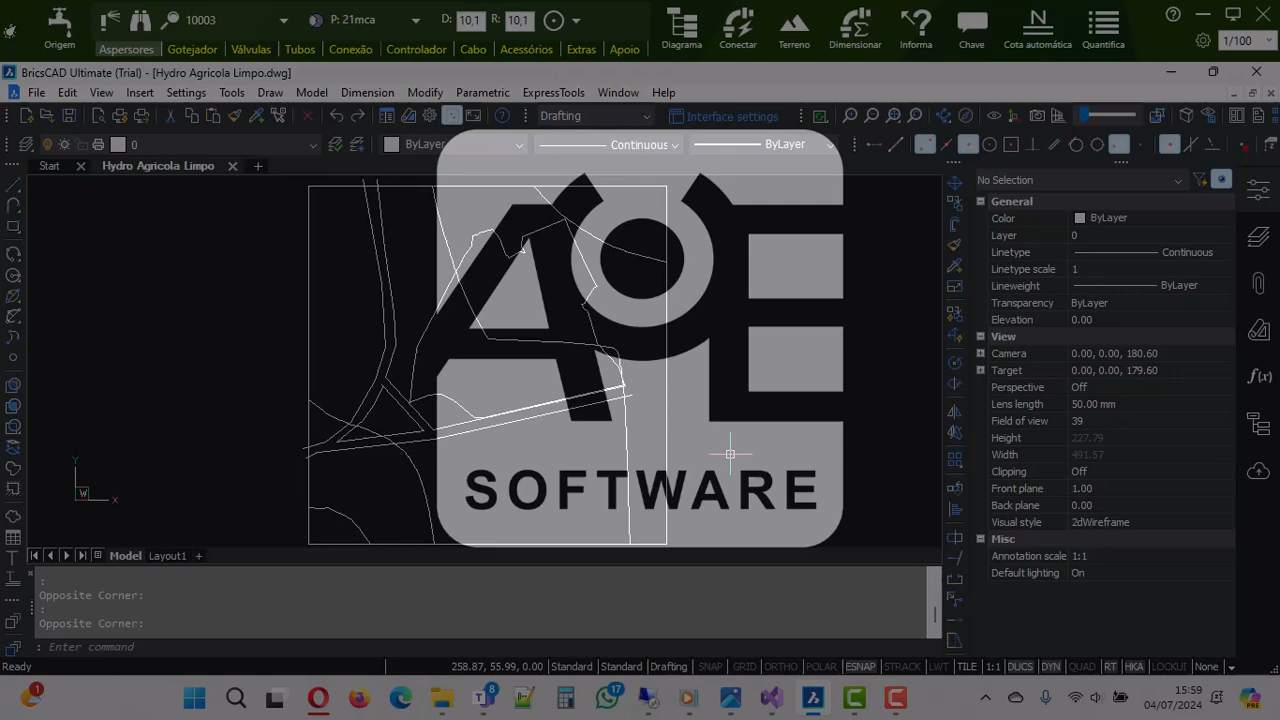 10003
P: 21mca
D: 10,1 R: 10,1
Origem
Diagrama
Conectar
Terreno
Dimensionar
Informa
Chave
Cota automática
Quantifica
1/100
Aspersores
Gotejador
Válvulas
Tubos
Conexão
Controlador
Cabo
Acessórios
Extras
Apoio
BricsCAD Ultimate (Trial) - [Hydro Agricola Limpo.dwg]
File Edit View Insert Settings Tools Draw Model Dimension Modify Parametric ExpressTools Window Help
Drafting
Interface settings
0
ByLayer
Continuous
ByLayer
Start
Hydro Agricola Limpo
No Selection
General
Color ByLayer
Layer 0
Linetype Continuous
Linetype scale 1
Lineweight ByLayer
Transparency ByLayer
Elevation 0.00
View
Camera 0.00, 0.00, 180.60
Target 0.00, 0.00, 179.60
Perspective Off
Lens length 50.00 mm
Field of view 39
Height 227.79
Width 491.57
Clipping Off
Front plane 1.00
Back plane 0.00
Visual style 2dWireframe
Misc
Annotation scale 1:1
Default lighting On
f(x)
AOE
SOFTWARE
Y
W
X
Model Layout1
:
Opposite Corner:
:
Opposite Corner:
: Enter command
Ready
258.87, 55.99, 0.00 Standard Standard Drafting SNAP GRID ORTHO POLAR ESNAP STRACK LWT TILE 1:1 DUCS DYN QUAD RT HKA LOCKUI None
1
8
17
15:59
04/07/2024
PRE